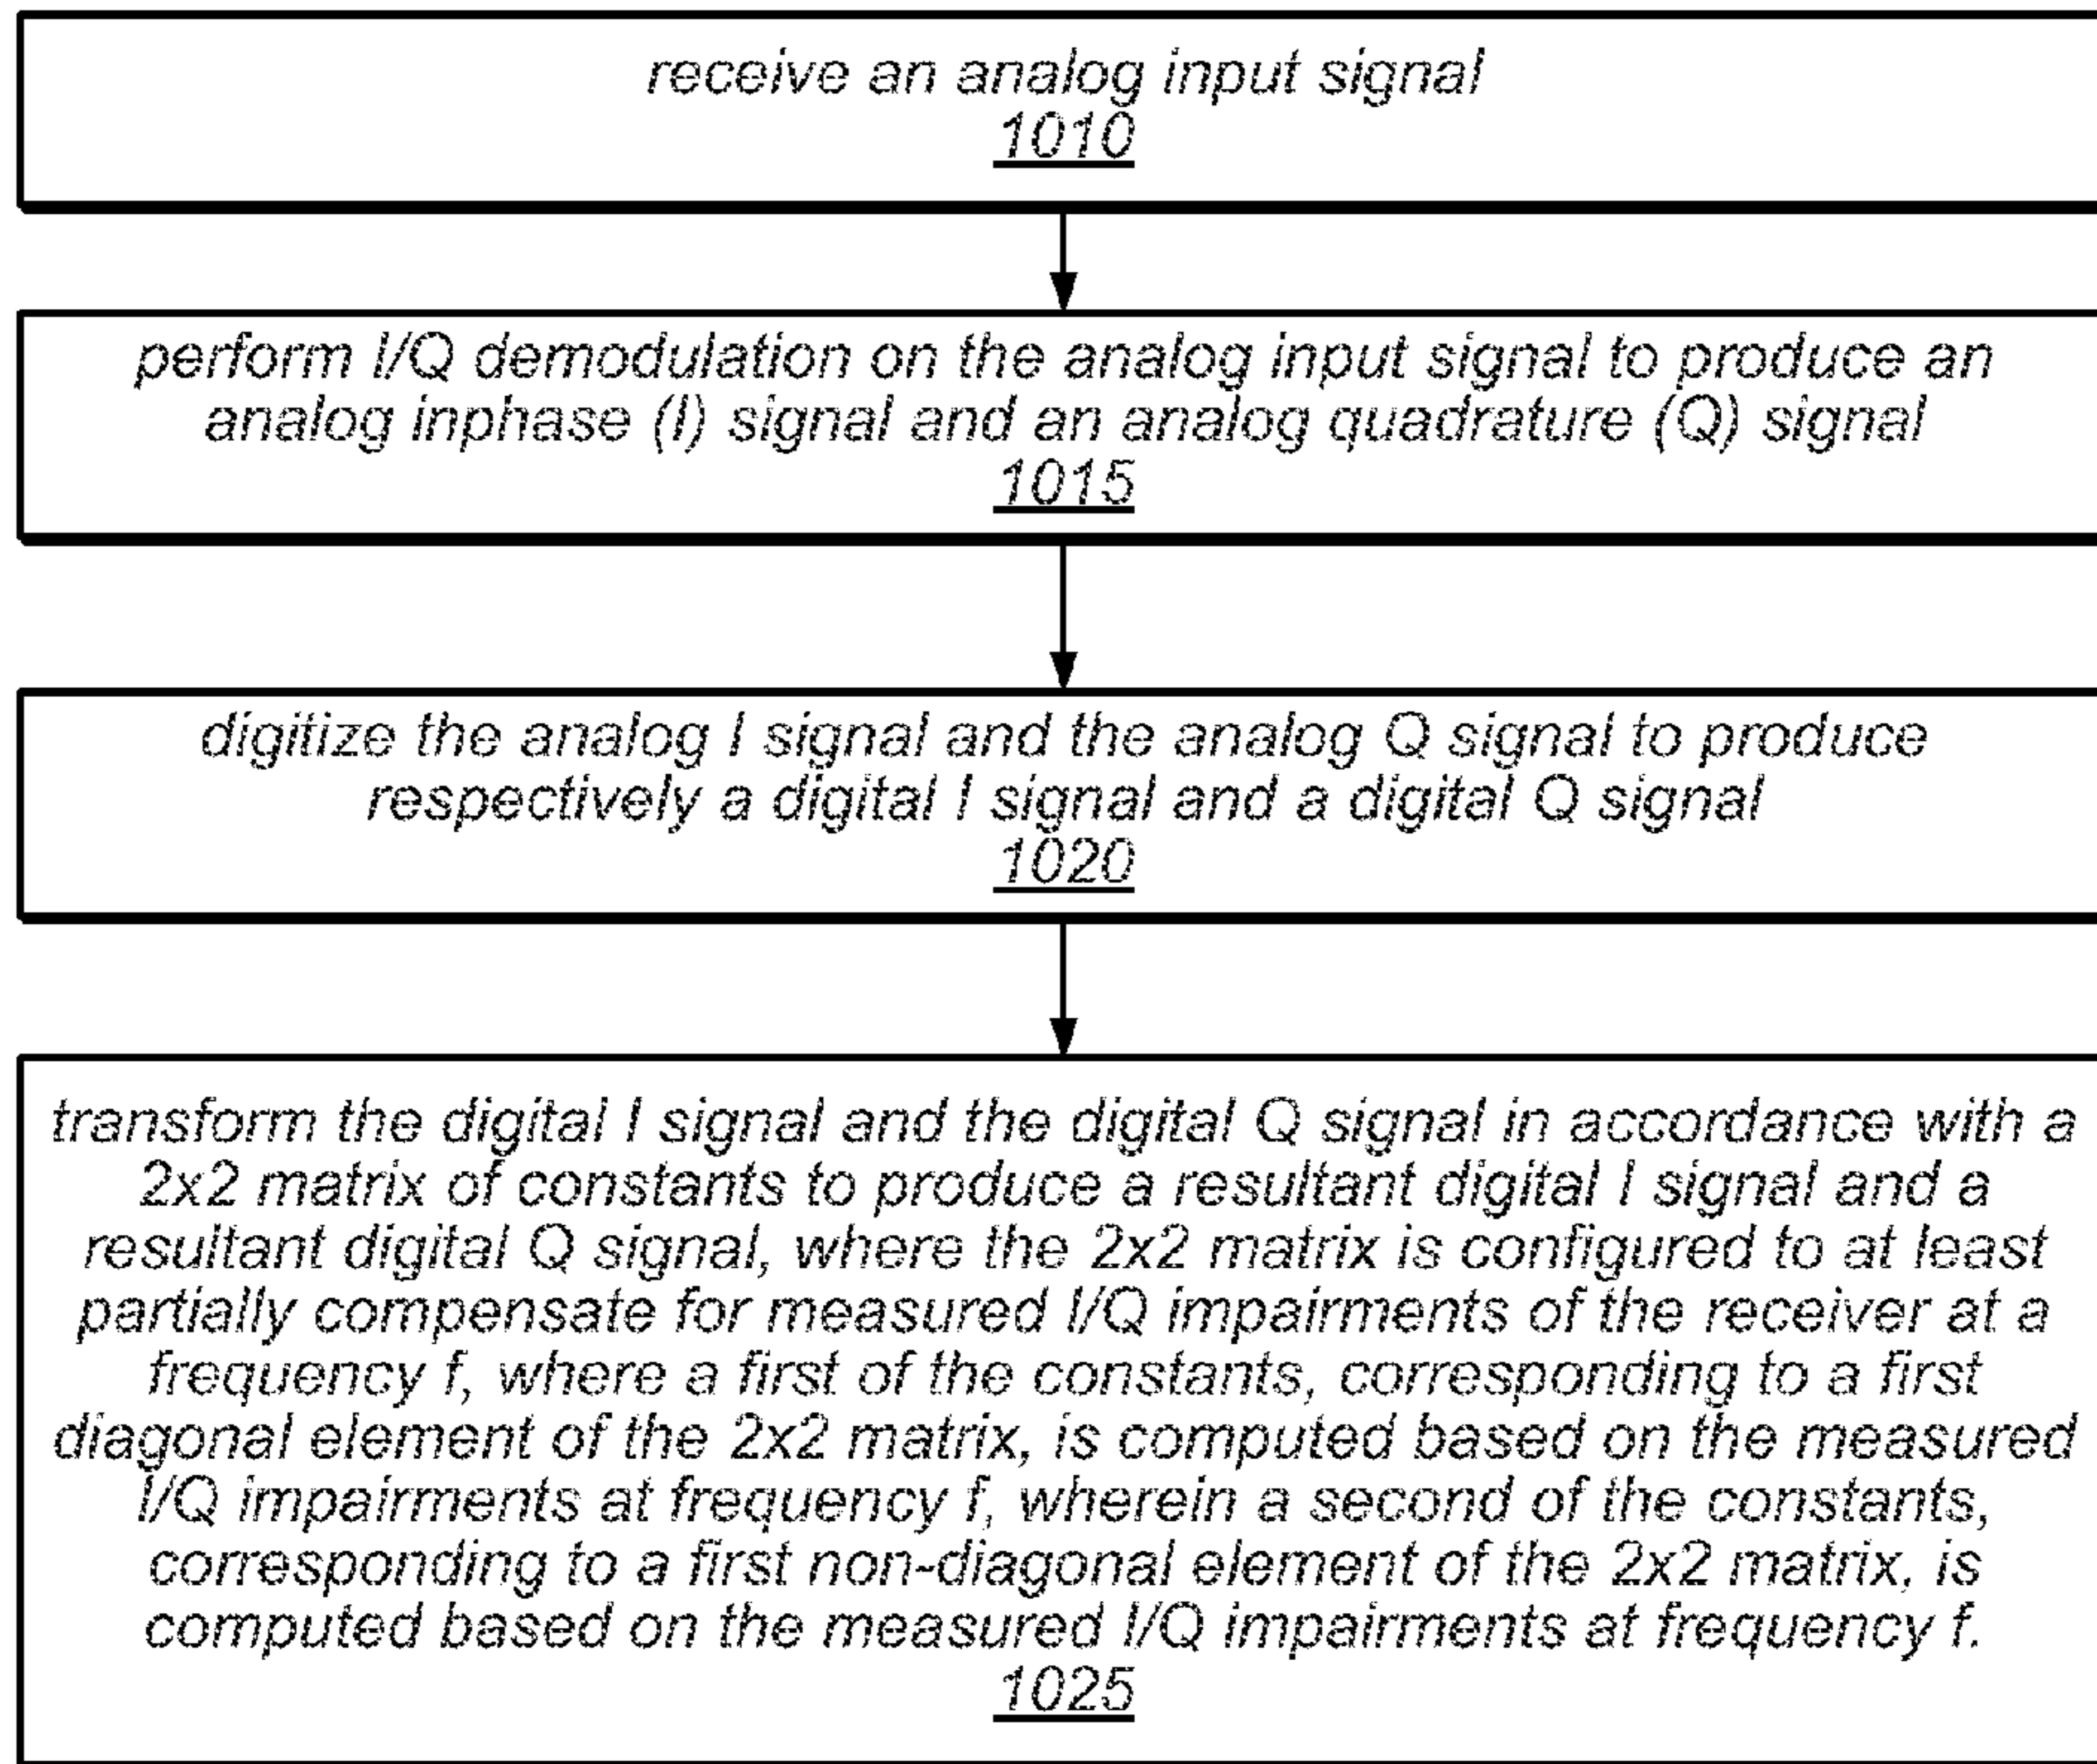 receive an analog input signal
1010
perform I/Q demodulation on the analog input signal to produce an
analog inphase (I) signal and an analog quadrature (Q) signal
1015
digitize the analog I signal and the analog Q signal to produce
respectively a digital I signal and a digital Q signal
1020
transform the digital I signal and the digital Q signal in accordance with a
2x2 matrix of constants to produce a resultant digital I signal and a
resultant digital Q signal, where the 2x2 matrix is configured to at least
partially compensate for measured I/Q impairments of the receiver at a
frequency f, where a first of the constants, corresponding to a first
diagonal element of the 2x2 matrix, is computed based on the measured
I/Q impairments at frequency f, wherein a second of the constants,
corresponding to a first non-diagonal element of the 2x2 matrix, is
computed based on the measured I/Q impairments at frequency f.
1025